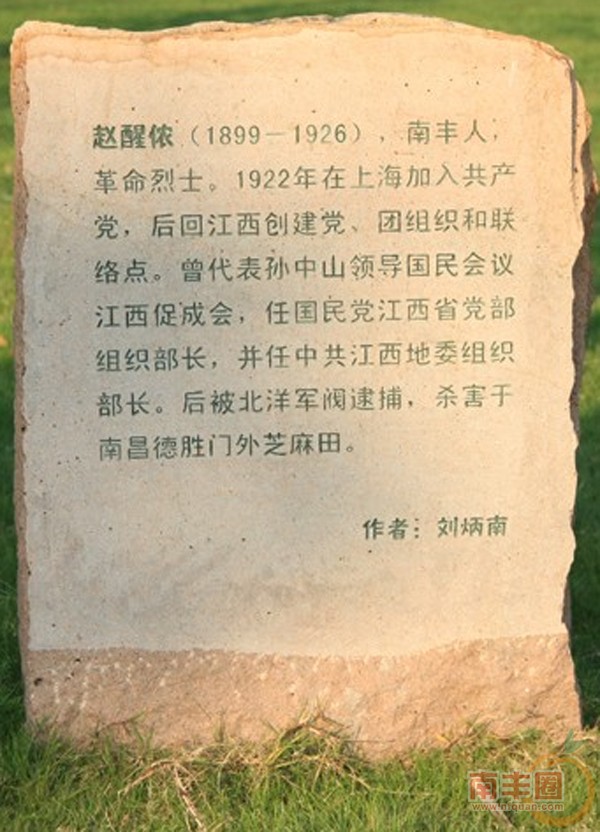 赵醒侬（1899－1926），南丰人，
革命烈士。1922年在上海加入共产
党，后回江西创建党、团组织和联
络点。曾代表孙中山领导国民会议
江西促成会，任国民党江西省党部
组织部长，并任中共江西地委组织
部长。后被北洋军阀逮捕，杀害于
南昌德胜门外芝麻田。
作者：刘炳南
南丰圈
www.nfquan.com